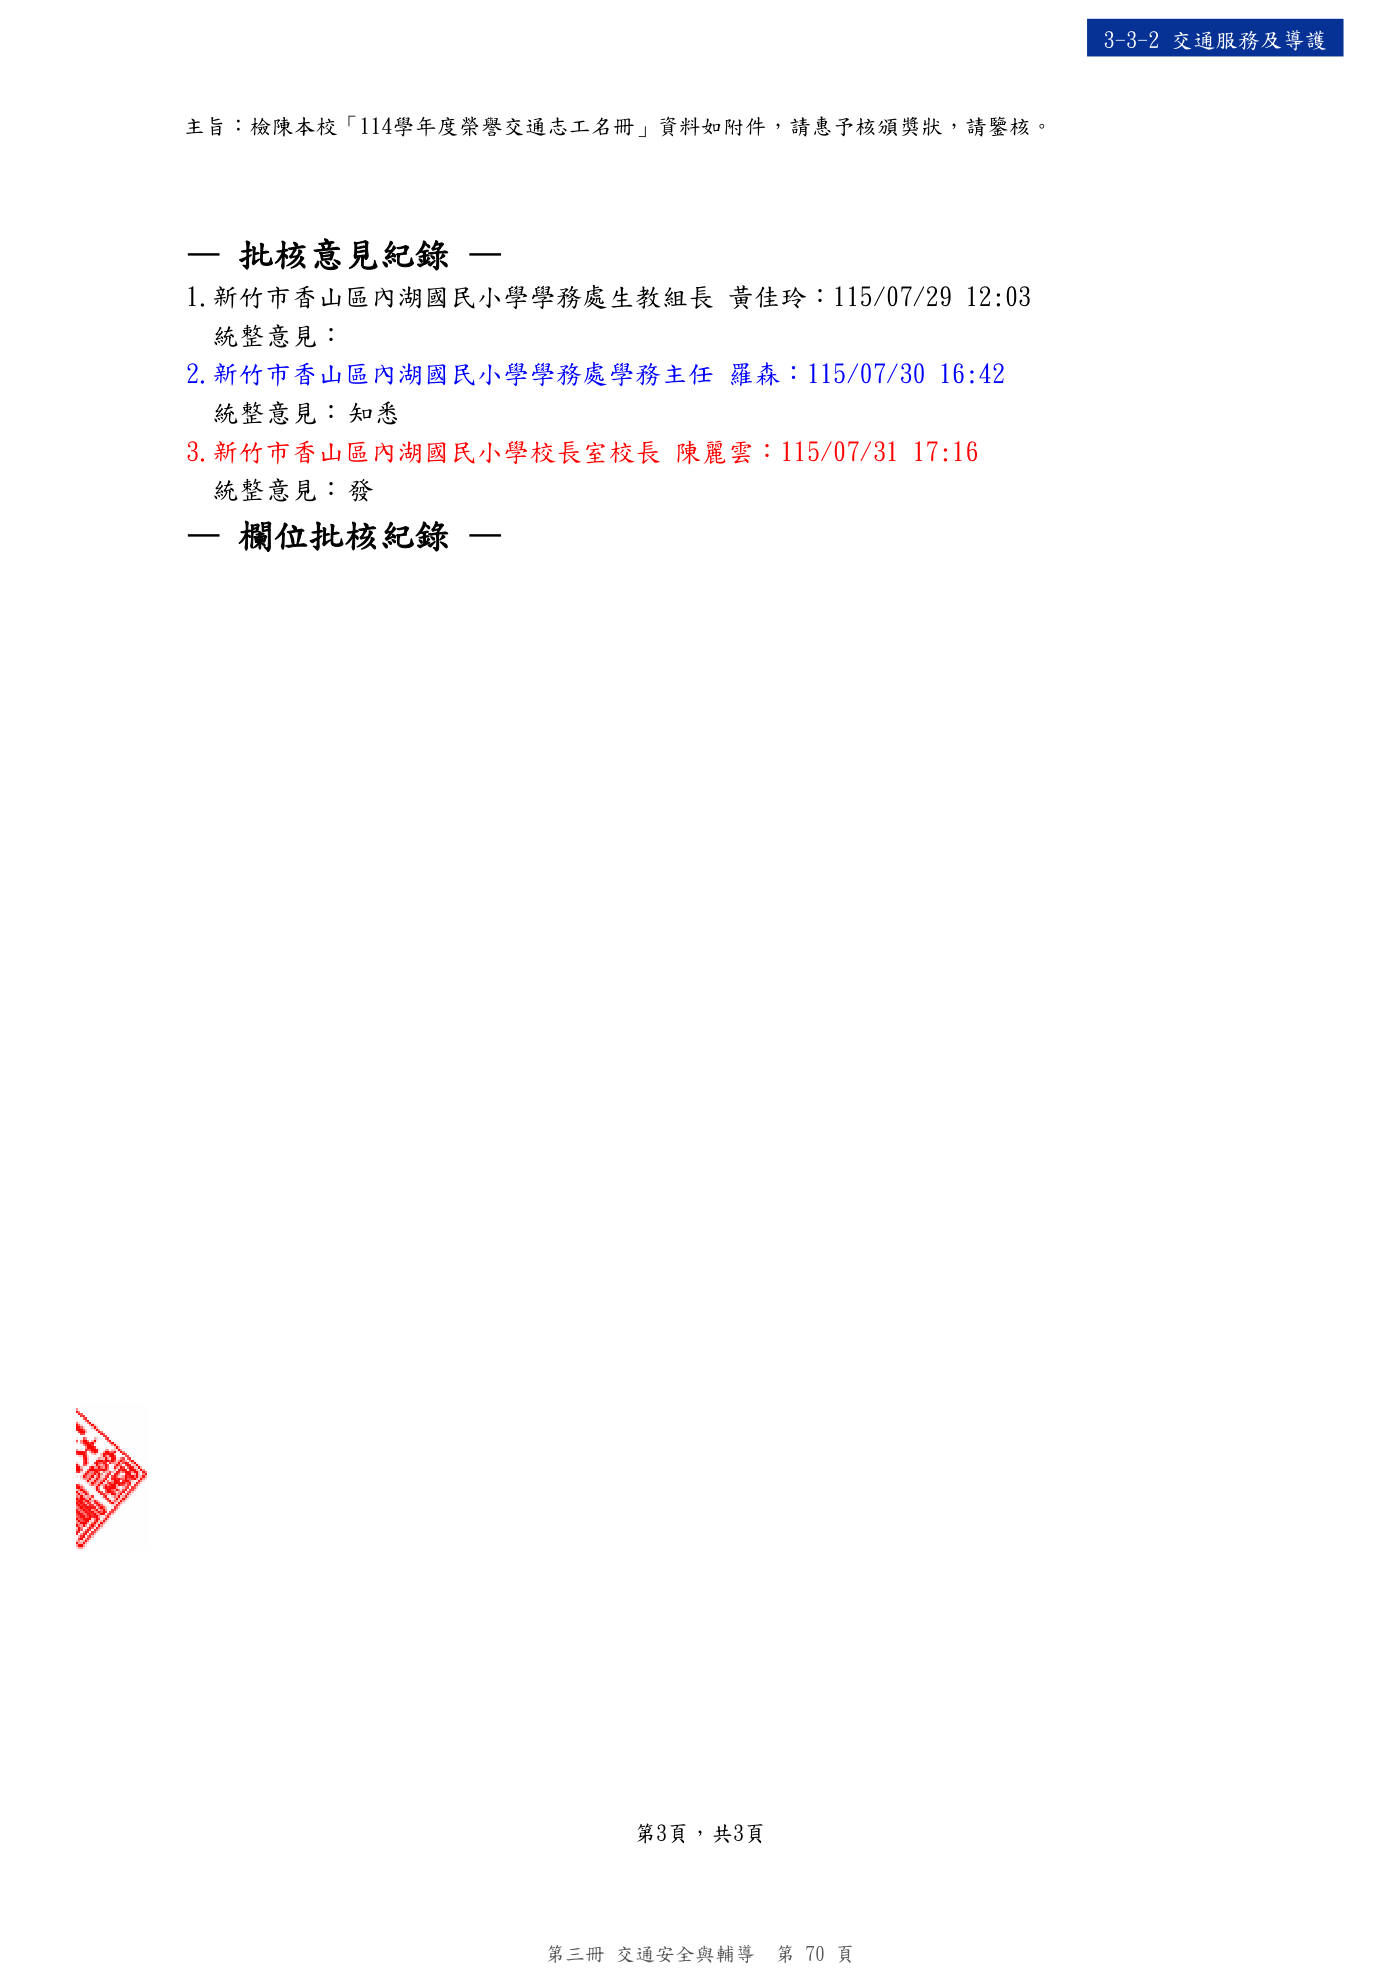 3-3-2 交通服務及導護
主旨：檢陳本校「114學年度榮譽交通志工名冊」資料如附件，請惠予核頒獎狀，請鑒核。
— 批核意見紀錄 —
1.新竹市香山區內湖國民小學學務處生教組長 黃佳玲：115/07/29 12:03
統整意見：
2.新竹市香山區內湖國民小學學務處學務主任 羅森：115/07/30 16:42
統整意見：知悉
3.新竹市香山區內湖國民小學校長室校長 陳麗雲：115/07/31 17:16
統整意見：發
— 欄位批核紀錄 —
第3頁，共3頁
第三冊 交通安全與輔導 第 70 頁